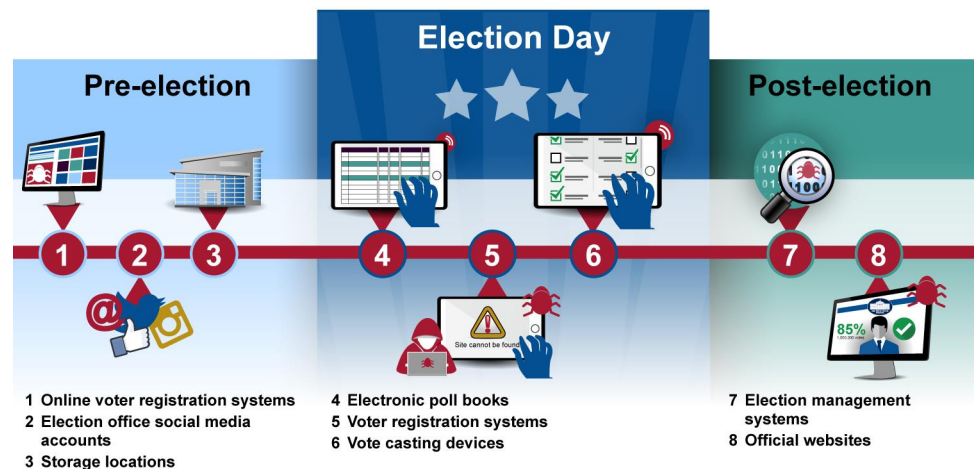 Election Day
Pre-election
Post-election
1
2
3
4
5
6
7
8
@
Site cannot be found
85%
1 Online voter registration systems
2 Election office social media
accounts
3 Storage locations
4 Electronic poll books
5 Voter registration systems
6 Vote casting devices
7 Election management
systems
8 Official websites